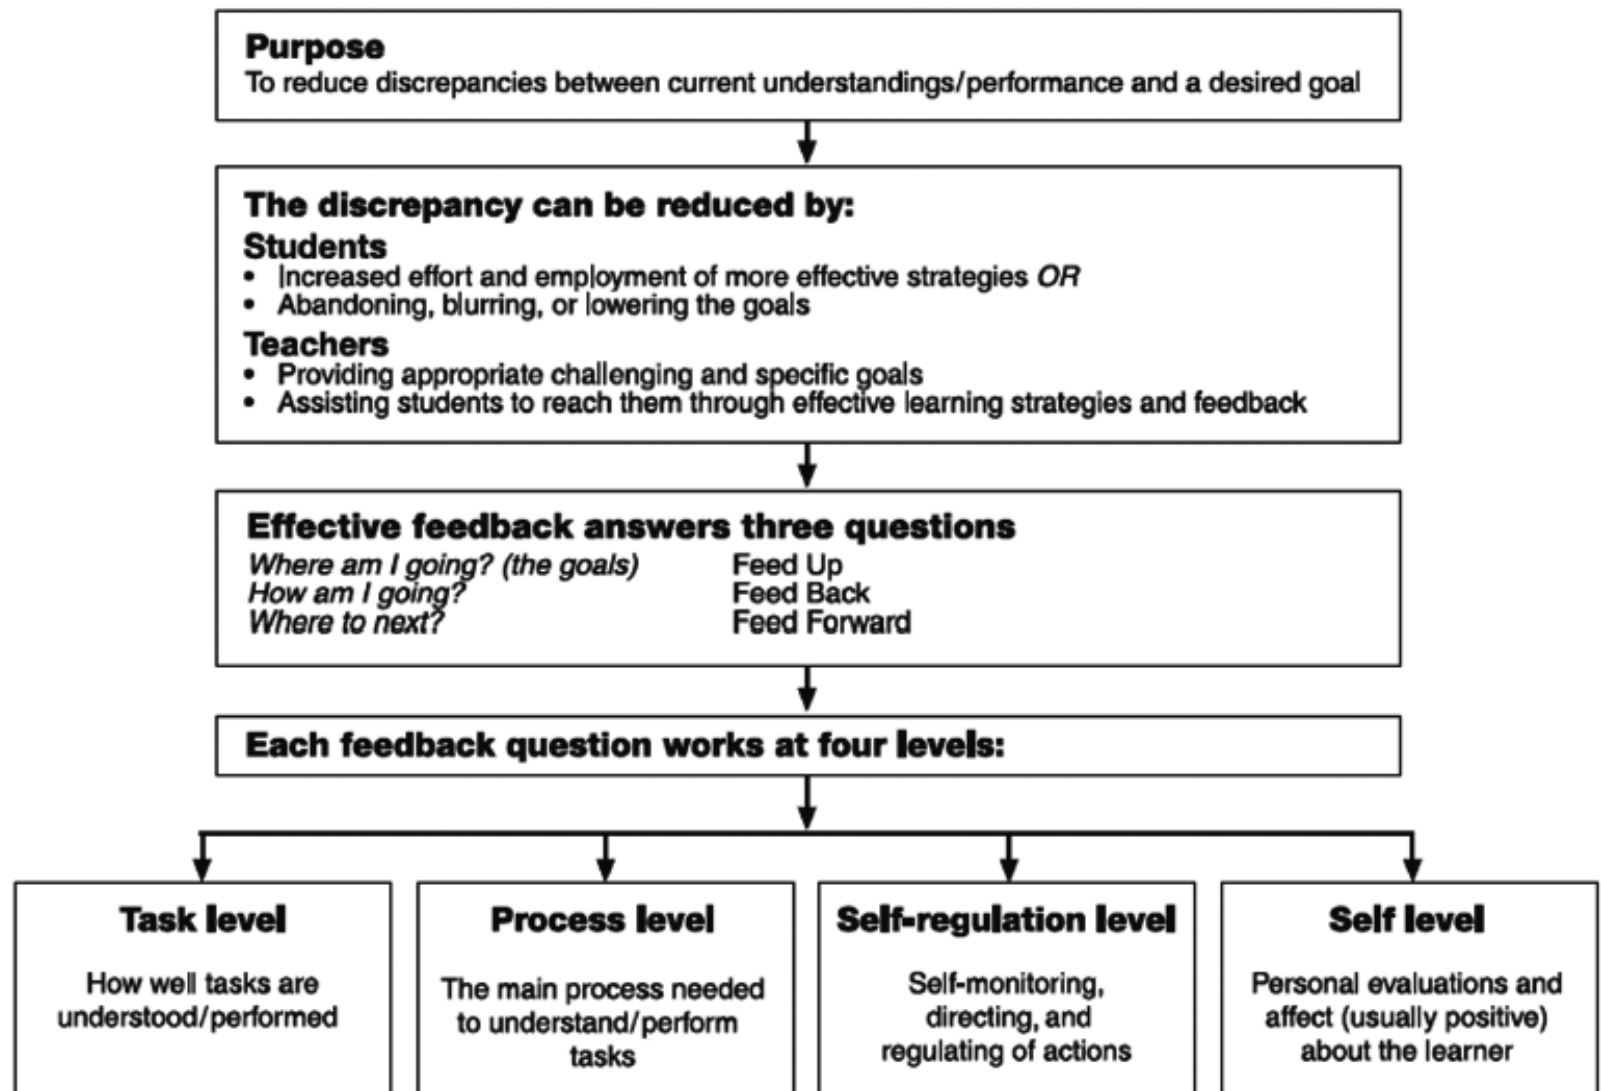 Purpose
To reduce discrepancies between current understandings/performance and a desired goal
The discrepancy can be reduced by:
Students
• Increased effort and employment of more effective strategies OR
• Abandoning, blurring, or lowering the goals
Teachers
• Providing appropriate challenging and specific goals
• Assisting students to reach them through effective learning strategies and feedback
Effective feedback answers three questions
Where am I going? (the goals) Feed Up
How am I going? Feed Back
Where to next? Feed Forward
Each feedback question works at four levels:
Task level
How well tasks are
understood/performed
Process level
The main process needed
to understand/perform
tasks
Self-regulation level
Self-monitoring,
directing, and
regulating of actions
Self level
Personal evaluations and
affect (usually positive)
about the learner